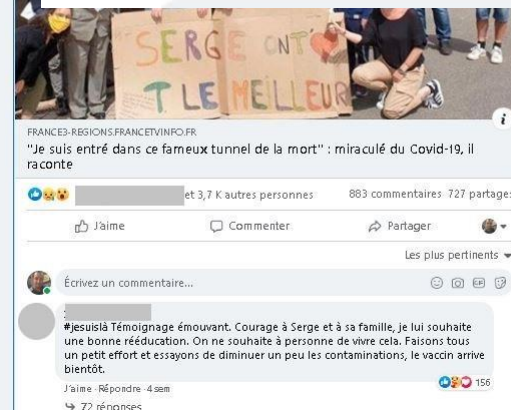 SERGE ONT
T LE MEILLEUR
i
FRANCE3-REGIONS.FRANCETVINFO.FR
"Je suis entré dans ce fameux tunnel de la mort" : miraculé du Covid-19, il
raconte
et 3,7 K autres personnes 883 commentaires 727 partages
J'aime Commenter Partager
Les plus pertinents
Écrivez un commentaire...
GIF
#jesuislà Témoignage émouvant. Courage à Serge et à sa famille, je lui souhaite
une bonne rééducation. On ne souhaite à personne de vivre cela. Faisons tous
un petit effort et essayons de diminuer un peu les contaminations, le vaccin arrive
bientôt.
J'aime · Répondre · 4 sem 156
72 réponses